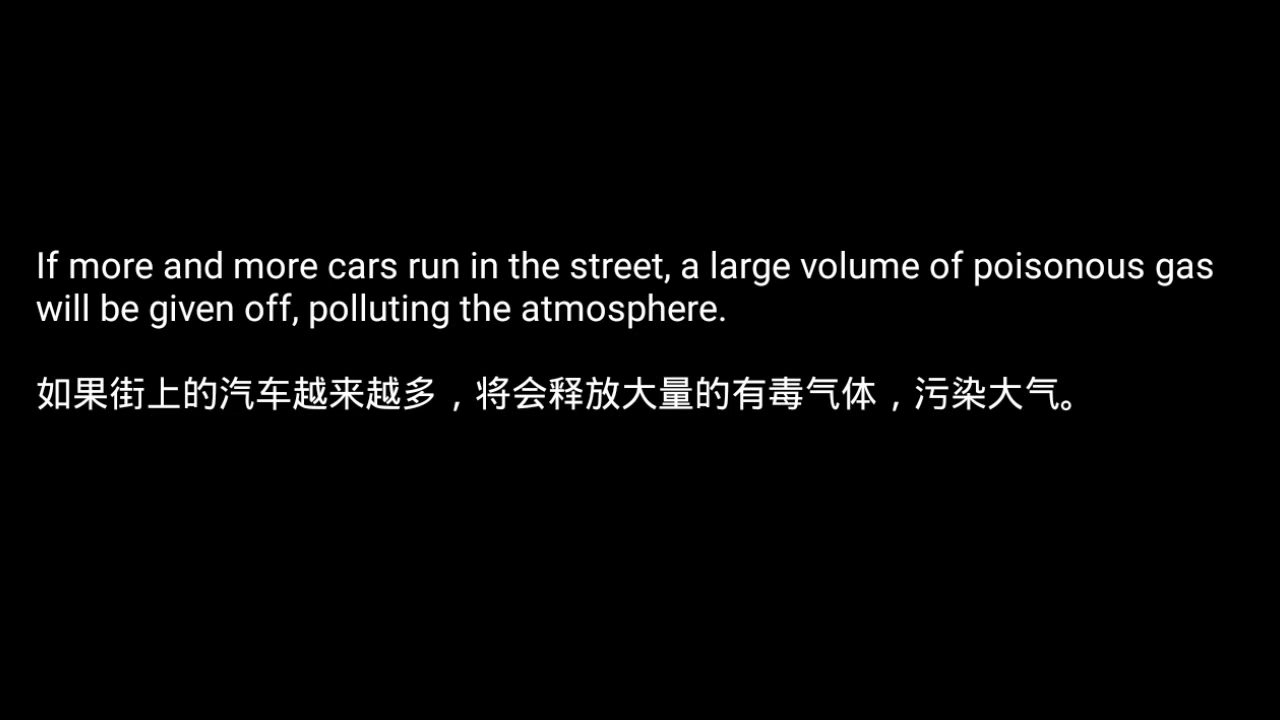 If more and more cars run in the street, a large volume of poisonous gas
will be given off, polluting the atmosphere.
如果街上的汽车越来越多，将会释放大量的有毒气体，污染大气。